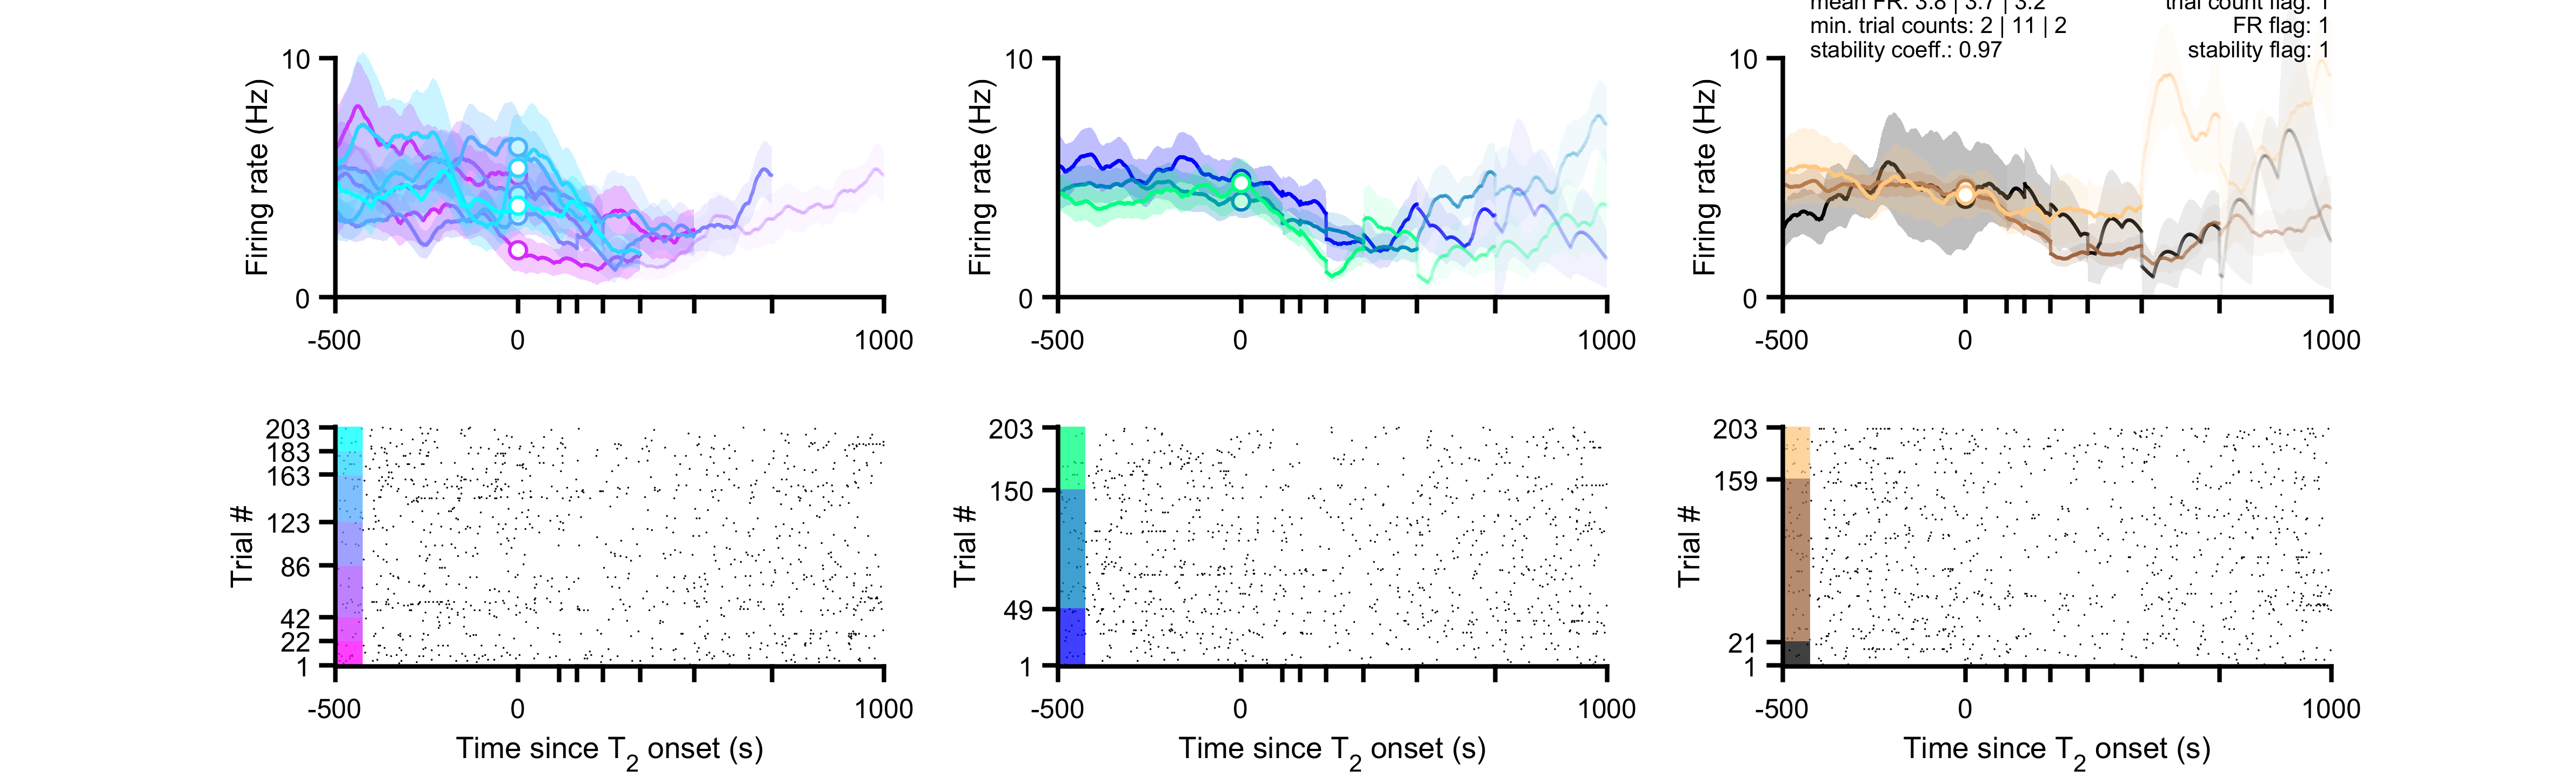 mean FR: 3.8 | 3.7 | 3.2 trial count flag: 1
min. trial counts: 2 | 11 | 2 FR flag: 1
stability coeff.: 0.97 stability flag: 1
10
Firing rate (Hz)
0
-500 0 1000
10
Firing rate (Hz)
0
-500 0 1000
10
Firing rate (Hz)
0
-500 0 1000
203
183
163
123
86
42
22
1
Trial #
-500 0 1000
Time since T2 onset (s)
203
150
49
1
Trial #
-500 0 1000
Time since T2 onset (s)
203
159
21
1
Trial #
-500 0 1000
Time since T2 onset (s)